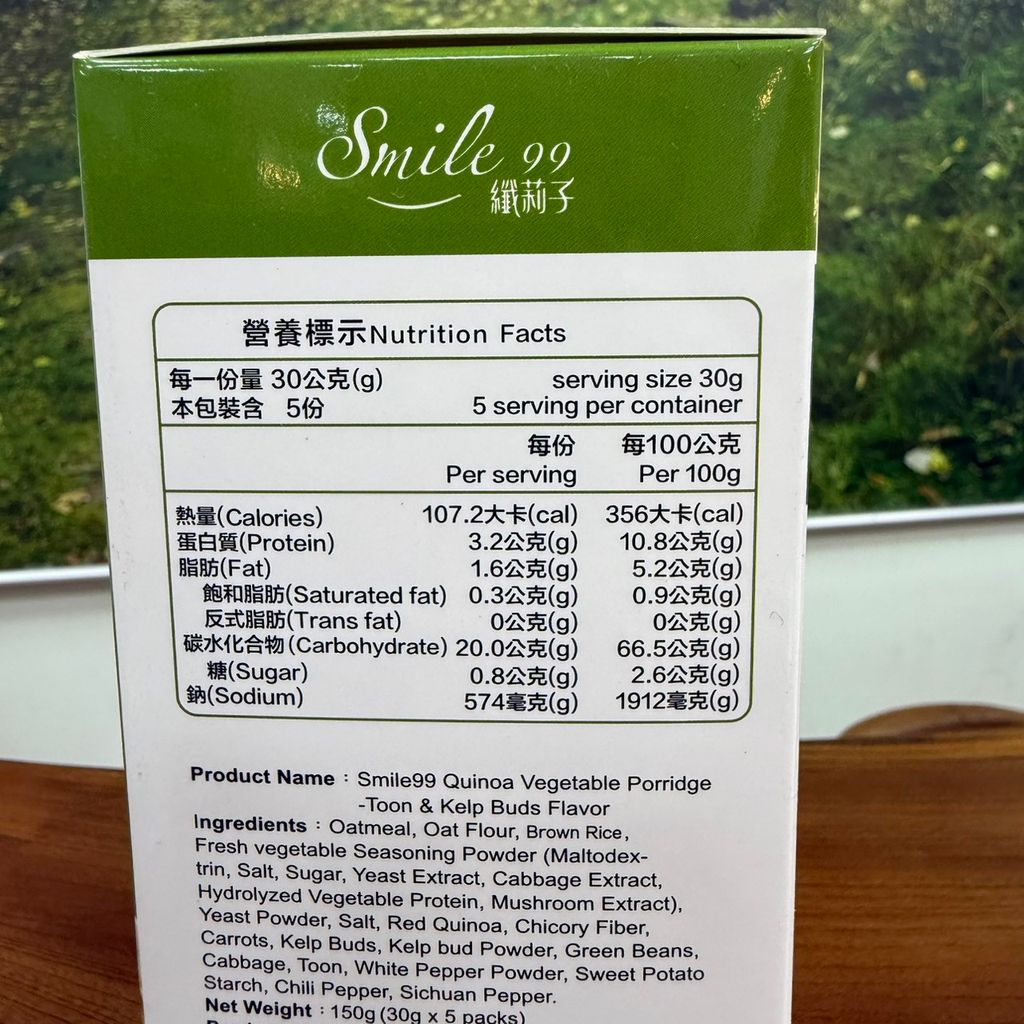 Smile 99
纖莉子
營養標示Nutrition Facts
每一份量 30公克(g) serving size 30g
本包裝含 5份 5 serving per container
每份 每100公克
Per serving Per 100g
熱量(Calories) 107.2大卡(cal) 356大卡(cal)
蛋白質(Protein) 3.2公克(g) 10.8公克(g)
脂肪(Fat) 1.6公克(g) 5.2公克(g)
飽和脂肪(Saturated fat) 0.3公克(g) 0.9公克(g)
反式脂肪(Trans fat) 0公克(g) 0公克(g)
碳水化合物(Carbohydrate) 20.0公克(g) 66.5公克(g)
糖(Sugar) 0.8公克(g) 2.6公克(g)
鈉(Sodium) 574毫克(g) 1912毫克(g)
Product Name：Smile99 Quinoa Vegetable Porridge
-Toon & Kelp Buds Flavor
Ingredients：Oatmeal, Oat Flour, Brown Rice,
Fresh vegetable Seasoning Powder (Maltodex-
trin, Salt, Sugar, Yeast Extract, Cabbage Extract,
Hydrolyzed Vegetable Protein, Mushroom Extract),
Yeast Powder, Salt, Red Quinoa, Chicory Fiber,
Carrots, Kelp Buds, Kelp bud Powder, Green Beans,
Cabbage, Toon, White Pepper Powder, Sweet Potato
Starch, Chili Pepper, Sichuan Pepper.
Net Weight：150g (30g x 5 packs)